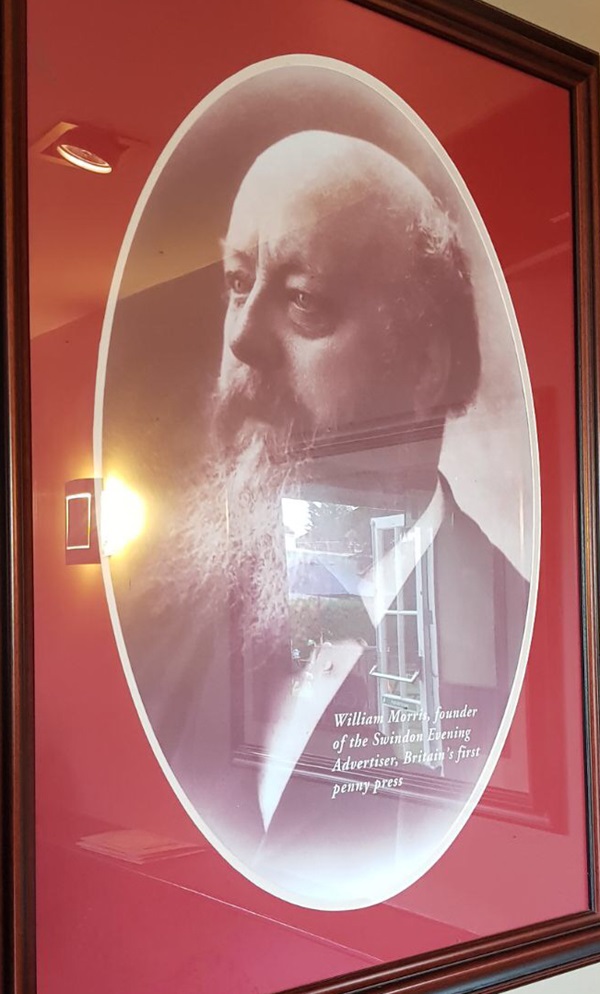 William Morris, founder
of the Swindon Evening
Advertiser, Britain's first
penny press